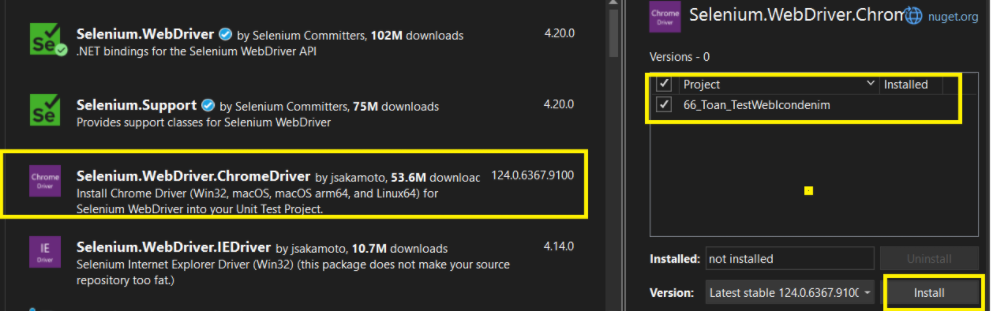 Selenium.WebDriver by Selenium Committers, 102M downloads 4.20.0
.NET bindings for the Selenium WebDriver API
Se
Selenium.Support by Selenium Committers, 75M downloads 4.20.0
Provides support classes for Selenium WebDriver
Se
Selenium.WebDriver.ChromeDriver by jsakamoto, 53.6M downloac 124.0.6367.9100
Chrome
Driver
Install Chrome Driver (Win32, macOS, macOS arm64, and Linux64) for
Selenium WebDriver into your Unit Test Project.
Selenium.WebDriver.IEDriver by jsakamoto, 10.7M downloads 4.14.0
IE
Driver
Selenium Internet Explorer Driver (Win32) (this package does not make your source
repository too fat.)
Chrome
Driver
Selenium.WebDriver.Chrom nuget.org
Versions - 0
Project Installed
66_Toan_TestWebIcondenim
Installed: not installed Uninstall
Version: Latest stable 124.0.6367.910( Install